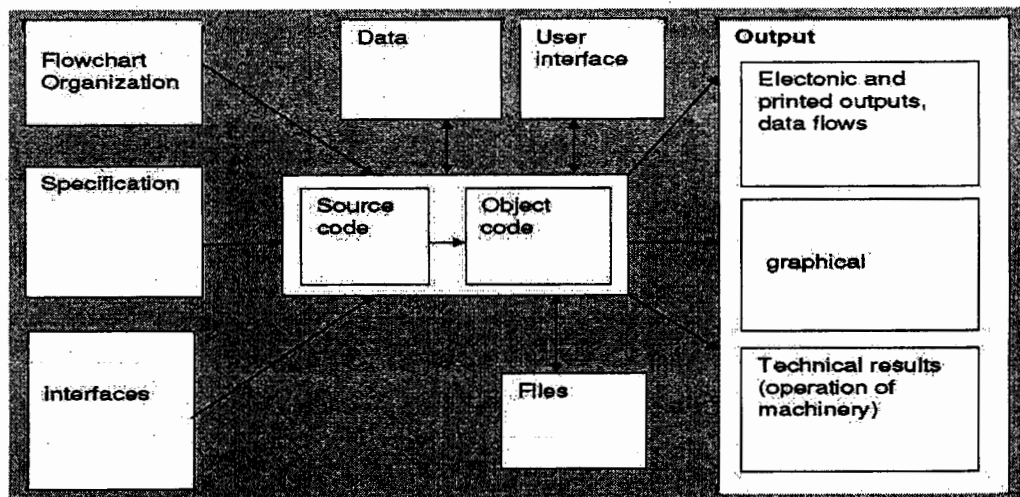 Flowchart
Organization
Data
User
interface
Output
Electonic and
printed outputs,
data flows
Specification
Source
code
Object
code
graphical
Interfaces
Files
Technical results
(operation of
machinery)